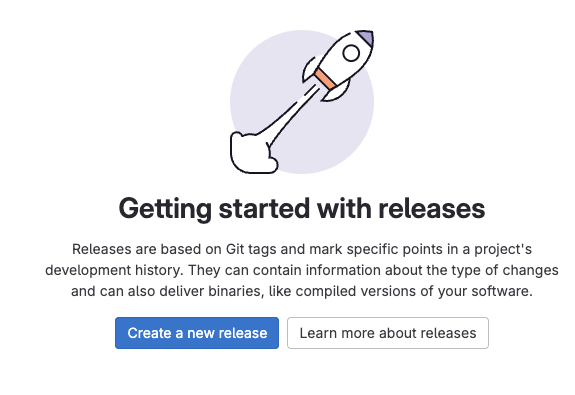 Getting started with releases
Releases are based on Git tags and mark specific points in a project's
development history. They can contain information about the type of changes
and can also deliver binaries, like compiled versions of your software.
Create a new release
Learn more about releases